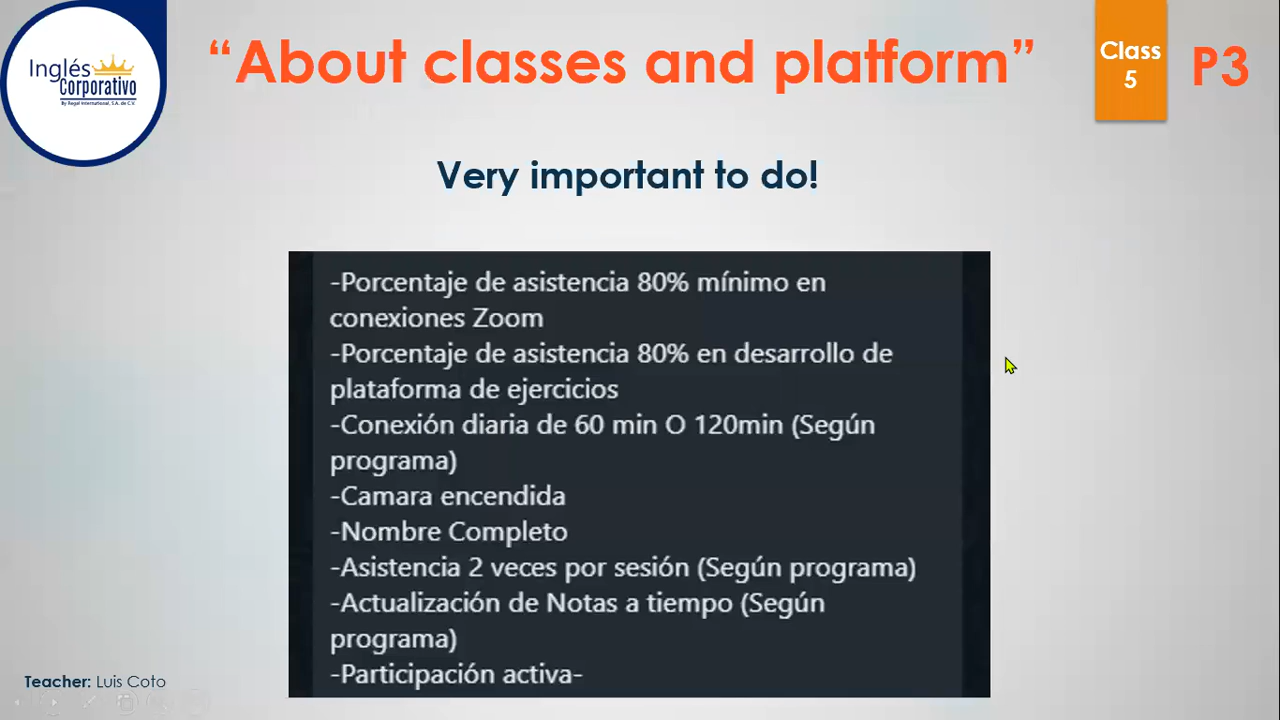 Inglés
Corporativo
By Regal International, S.A. de C.V.
“About classes and platform”
Class
5
P3
Very important to do!
-Porcentaje de asistencia 80% mínimo en
conexiones Zoom
-Porcentaje de asistencia 80% en desarrollo de
plataforma de ejercicios
-Conexión diaria de 60 min O 120min (Según
programa)
-Camara encendida
-Nombre Completo
-Asistencia 2 veces por sesión (Según programa)
-Actualización de Notas a tiempo (Según
programa)
-Participación activa-
Teacher: Luis Coto